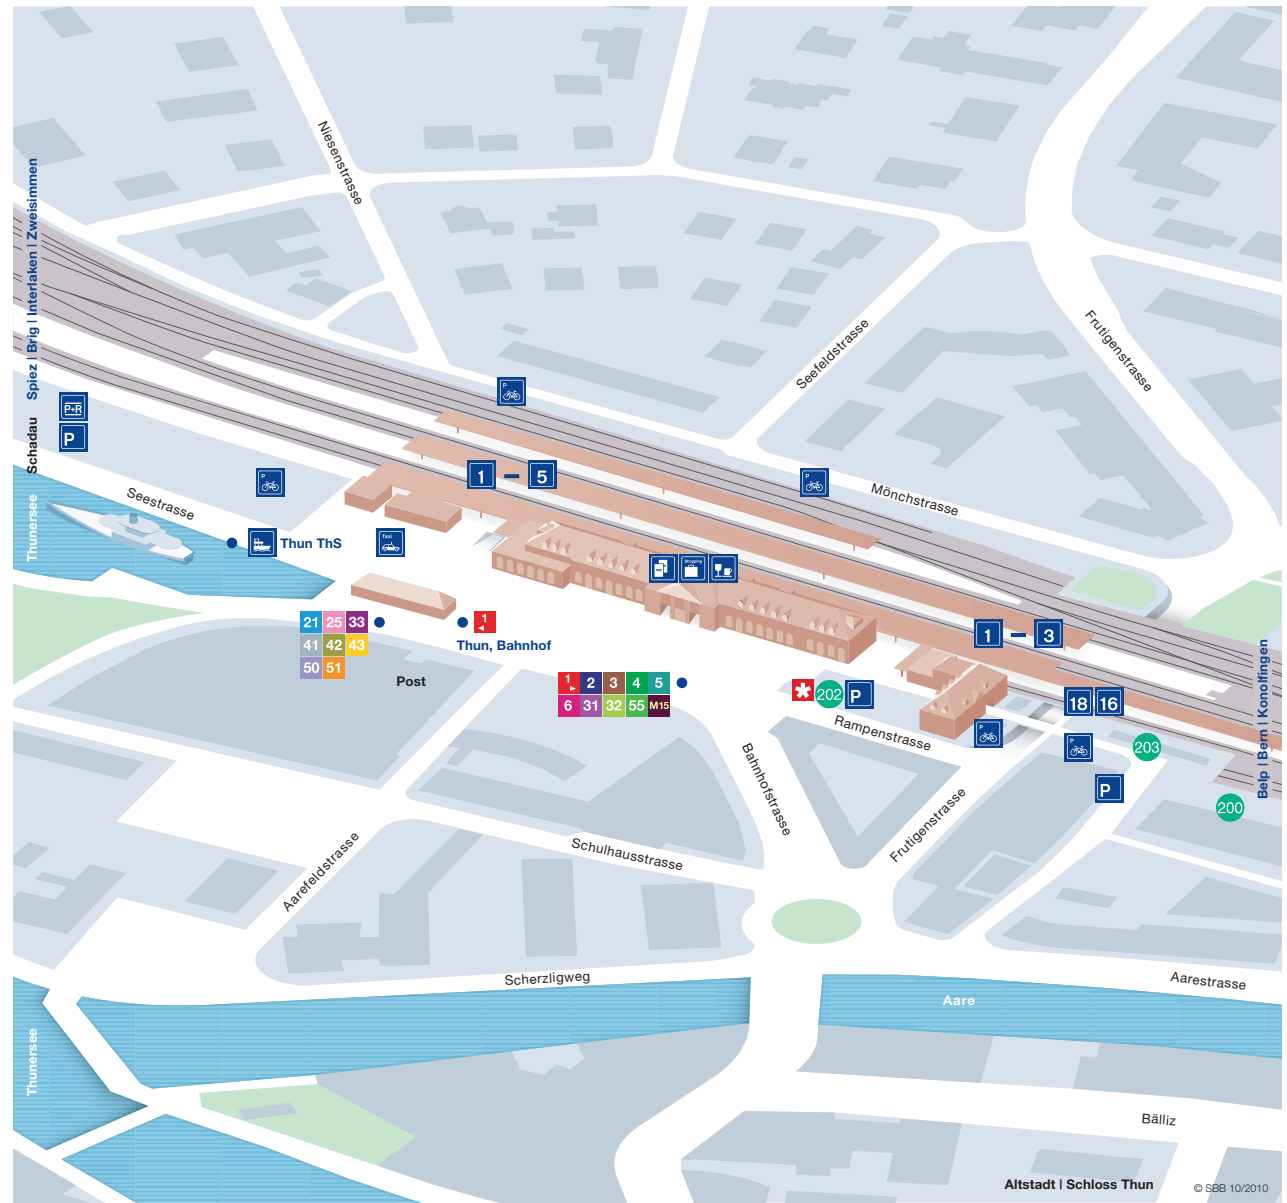 Niesenstrasse
Spiez | Brig | Interlaken | Zweisimmen
Seefeldstrasse
Frutigenstrasse
P
P+R
P
Schadau
1 – 5
P
P
Mönchstrasse
Thunersee
Seestrasse
Thun ThS
Taxi
Shopping
21 25 33
41 42 43
50 51
1
Thun, Bahnhof
1 – 3
Post
1 2 3 4 5
6 31 32 55 M15
202 P
18 16
Rampenstrasse
P
P
203
Belp | Bern | Konolfingen
Bahnhofstrasse
P
200
Frutigenstrasse
Aarefeldstrasse
Schulhausstrasse
Scherzligweg
Aarestrasse
Aare
Thunersee
Bälliz
Altstadt | Schloss Thun
© SBB 10/2010